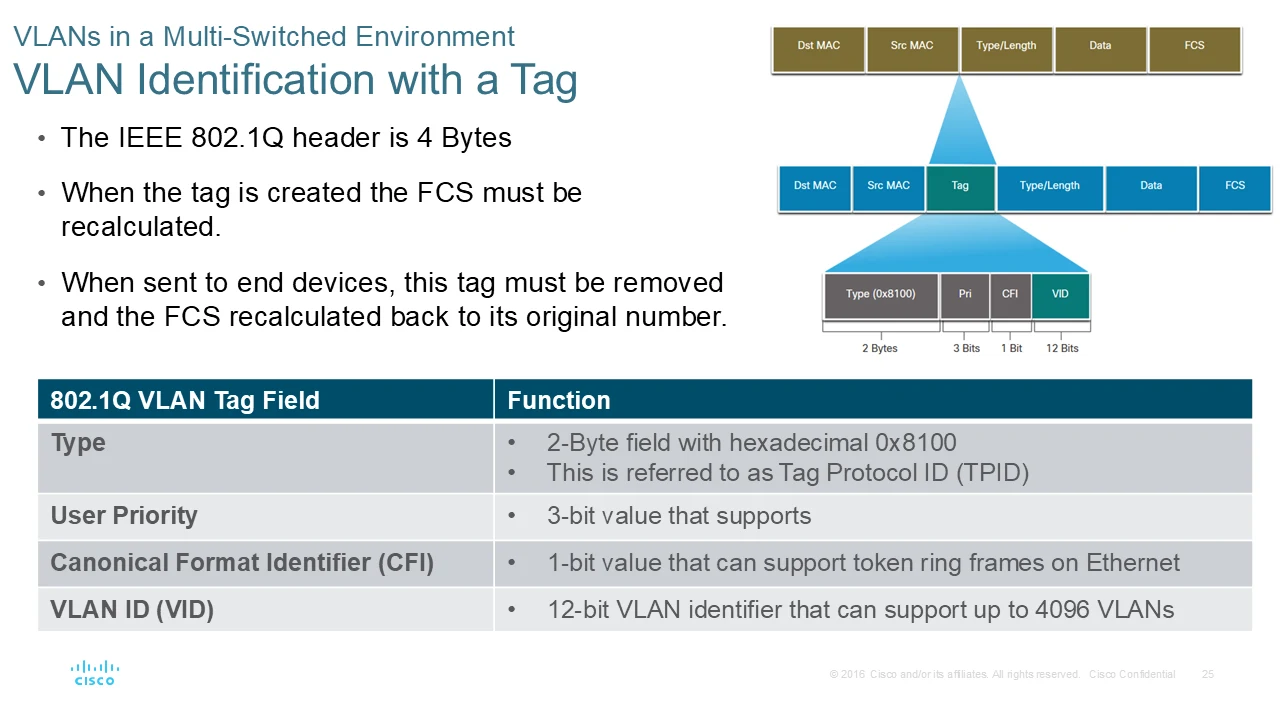 VLANs in a Multi-Switched Environment
VLAN Identification with a Tag
• The IEEE 802.1Q header is 4 Bytes
• When the tag is created the FCS must be
recalculated.
• When sent to end devices, this tag must be removed
and the FCS recalculated back to its original number.
Dst MAC Src MAC Type/Length Data FCS
Dst MAC Src MAC Tag Type/Length Data FCS
Type (0x8100) Pri CFI VID
2 Bytes 3 Bits 1 Bit 12 Bits
802.1Q VLAN Tag Field Function
Type • 2-Byte field with hexadecimal 0x8100
• This is referred to as Tag Protocol ID (TPID)
User Priority • 3-bit value that supports
Canonical Format Identifier (CFI) • 1-bit value that can support token ring frames on Ethernet
VLAN ID (VID) • 12-bit VLAN identifier that can support up to 4096 VLANs
CISCO
© 2016 Cisco and/or its affiliates. All rights reserved. Cisco Confidential 25